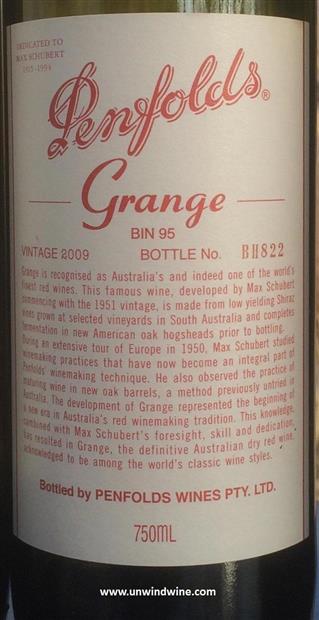 DEDICATED TO
MAX SCHUBERT
1915-1994
Penfolds®
Grange
BIN 95
VINTAGE 2009 BOTTLE No. BH822
Grange is recognised as Australia's and indeed one of the world's
finest red wines. This famous wine, developed by Max Schubert
commencing with the 1951 vintage, is made from low yielding Shiraz
vines grown at selected vineyards in South Australia and completes
fermentation in new American oak hogsheads prior to bottling.
During an extensive tour of Europe in 1950, Max Schubert studied
winemaking practices that have now become an integral part of
Penfolds' winemaking technique. He also observed the practice of
maturing wine in new oak barrels, a method previously untried in
Australia. The development of Grange represented the beginning of
a new era in Australia's red winemaking tradition. This knowledge,
combined with Max Schubert's foresight, skill and dedication,
has resulted in Grange, the definitive Australian dry red wine,
acknowledged to be among the world's classic wine styles.
Bottled by PENFOLDS WINES PTY. LTD.
750mL
www.unwindwine.com